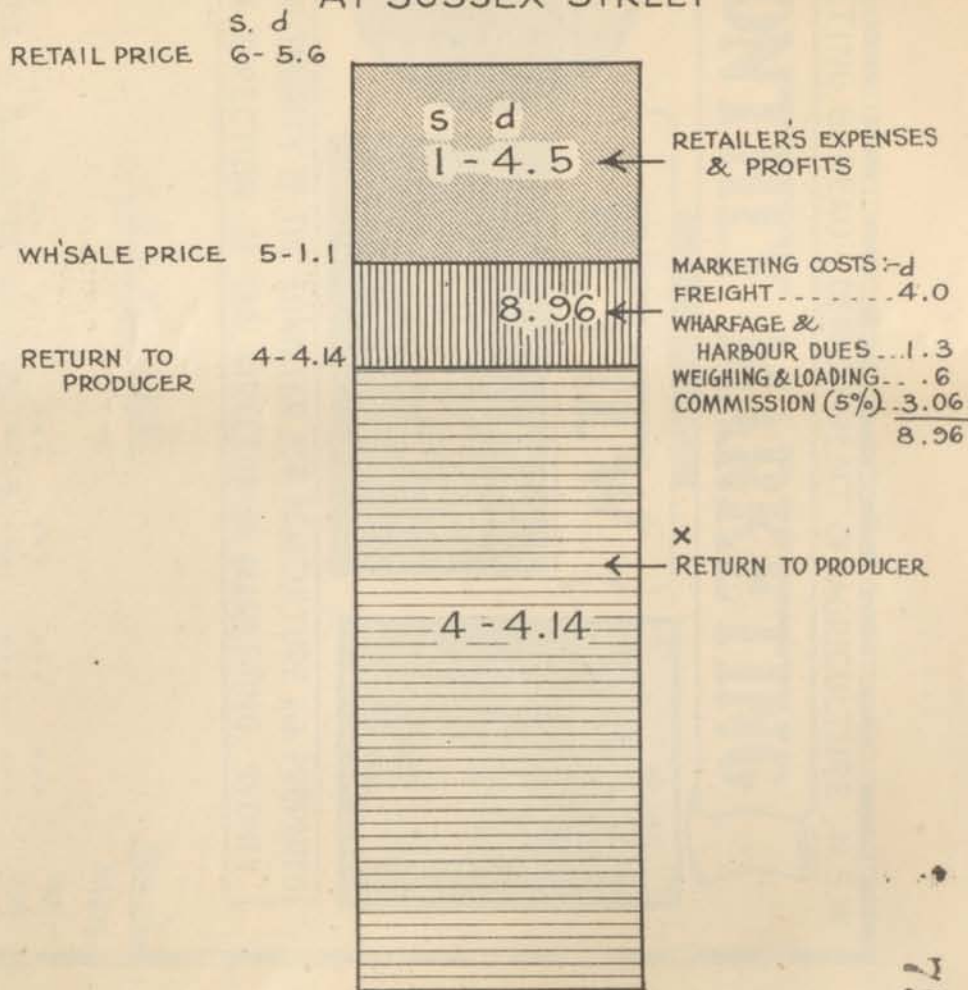 AT SUSSEX STREET
s. d
RETAIL PRICE 6-5.6
s d
1-4.5
RETAILER'S EXPENSES
& PROFITS
WH'SALE PRICE 5-1.1
8.96
MARKETING COSTS:-d
FREIGHT.......4.0
WHARFAGE &
HARBOUR DUES...1.3
WEIGHING & LOADING...6
COMMISSION (5%)..3.06
8.96
RETURN TO 4-4.14
PRODUCER
x
RETURN TO PRODUCER
4-4.14